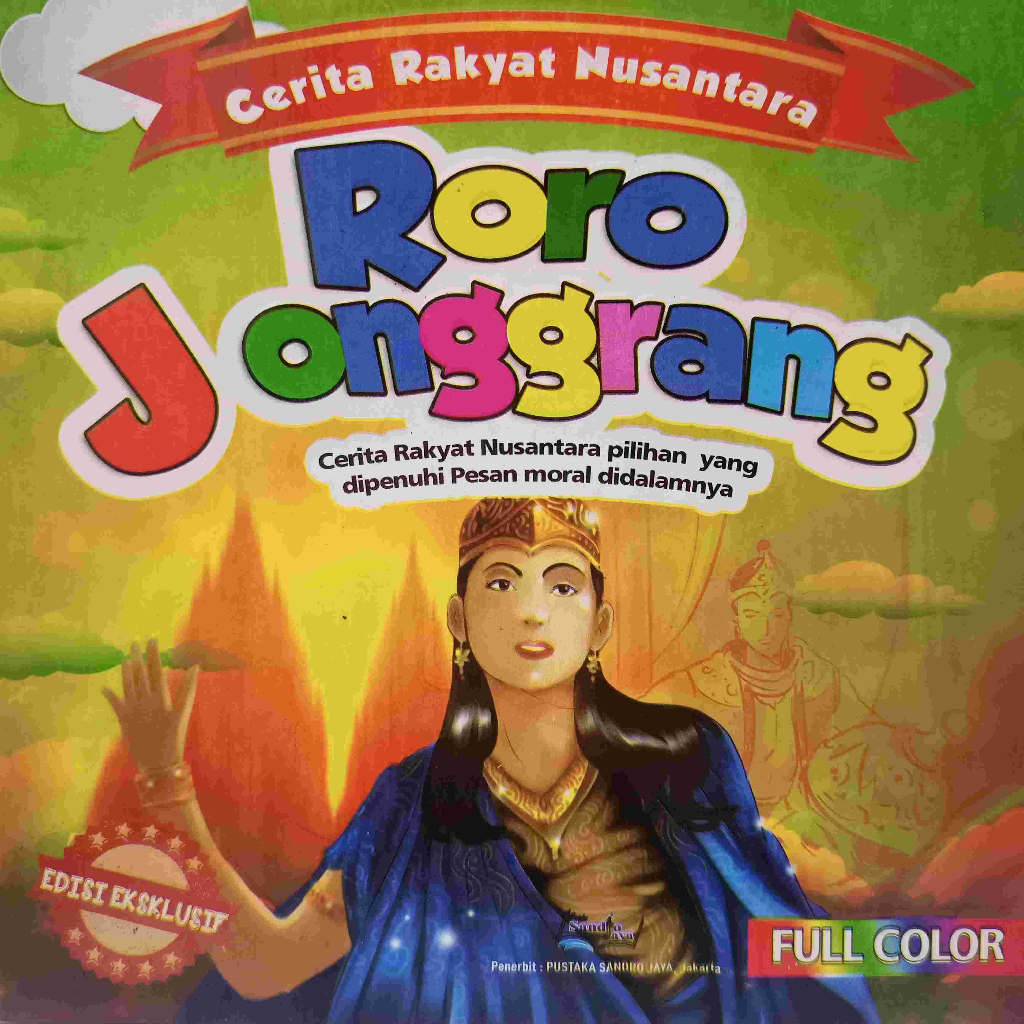 Cerita Rakyat Nusantara
Roro
Jonggrang
Cerita Rakyat Nusantara pilihan yang
dipenuhi Pesan moral didalamnya
EDISI EKSKLUSIF
Penerbit : PUSTAKA SANDRO JAYA, Jakarta
FULL COLOR